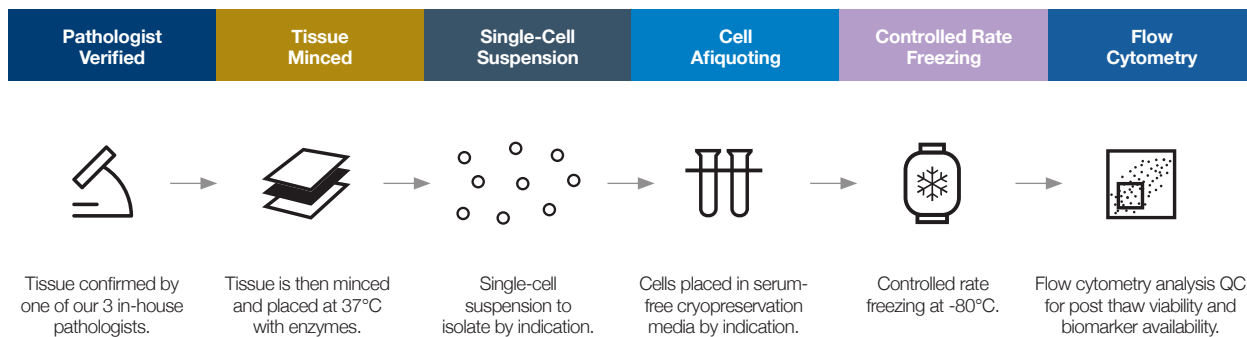 Pathologist
Verified
Tissue
Minced
Single-Cell
Suspension
Cell
Afiquoting
Controlled Rate
Freezing
Flow
Cytometry
Tissue confirmed by
one of our 3 in-house
pathologists.
Tissue is then minced
and placed at 37°C
with enzymes.
Single-cell
suspension to
isolate by indication.
Cells placed in serum-
free cryopreservation
media by indication.
Controlled rate
freezing at -80°C.
Flow cytometry analysis QC
for post thaw viability and
biomarker availability.